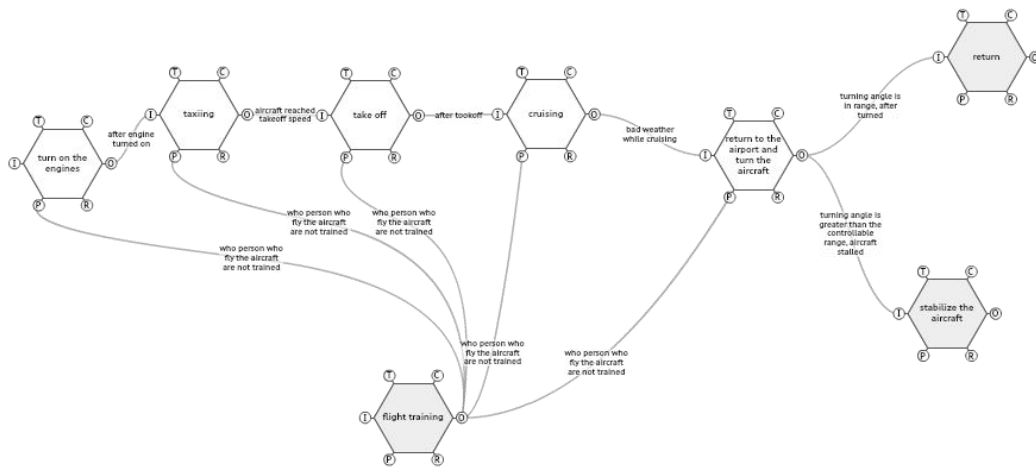 T
C
return
I
O
P
R
turning angle is
in range, after
turned
T
C
taxiing
I
O
P
R
aircraft reached
takeoff speed
T
C
take off
I
O
P
R
after tookoff
T
C
cruising
I
O
P
R
bad weather
while cruising
T
C
return to the
airport and
turn the
aircraft
I
O
P
R
T
C
turn on the
engines
I
O
P
R
after engine
turned on
who person who
fly the aircraft
are not trained
who person who
fly the aircraft
are not trained
who person who
fly the aircraft
are not trained
who person who
fly the aircraft
are not trained
who person who
fly the aircraft
are not trained
turning angle is
greater than the
controllable
range, aircraft
stalled
T
C
stabilize the
aircraft
I
O
P
R
T
C
flight training
I
O
P
R